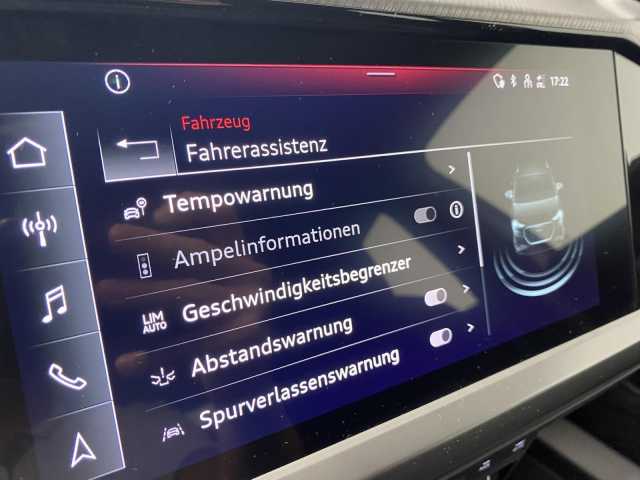 17:22
Fahrzeug
Fahrerassistenz
Tempowarnung
Ampelinformationen
LIM
AUTO
Geschwindigkeitsbegrenzer
Abstandswarnung
Spurverlassenswarnung